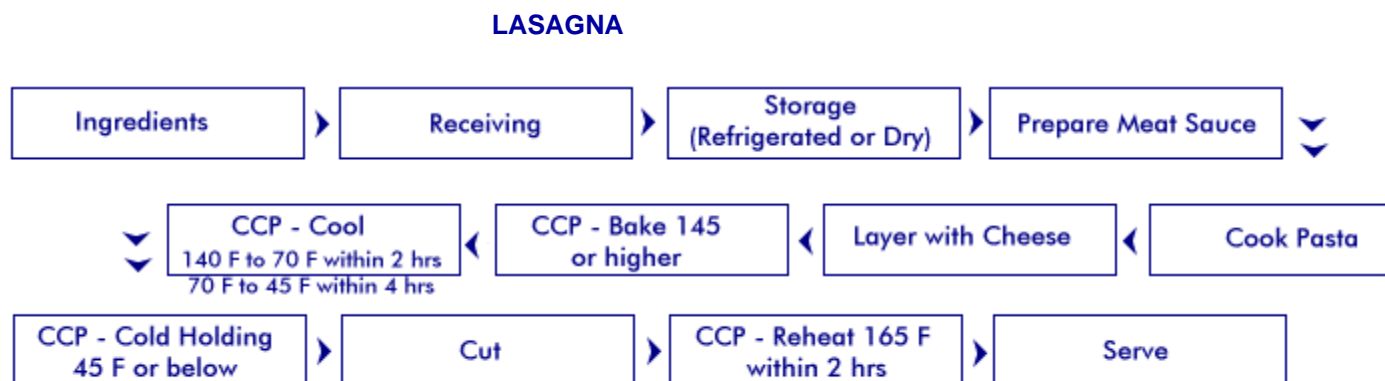 LASAGNA
Ingredients
Receiving
Storage
(Refrigerated or Dry)
Prepare Meat Sauce
Cook Pasta
Layer with Cheese
CCP - Bake 145
or higher
CCP - Cool
140 F to 70 F within 2 hrs
70 F to 45 F within 4 hrs
CCP - Cold Holding
45 F or below
Cut
CCP - Reheat 165 F
within 2 hrs
Serve